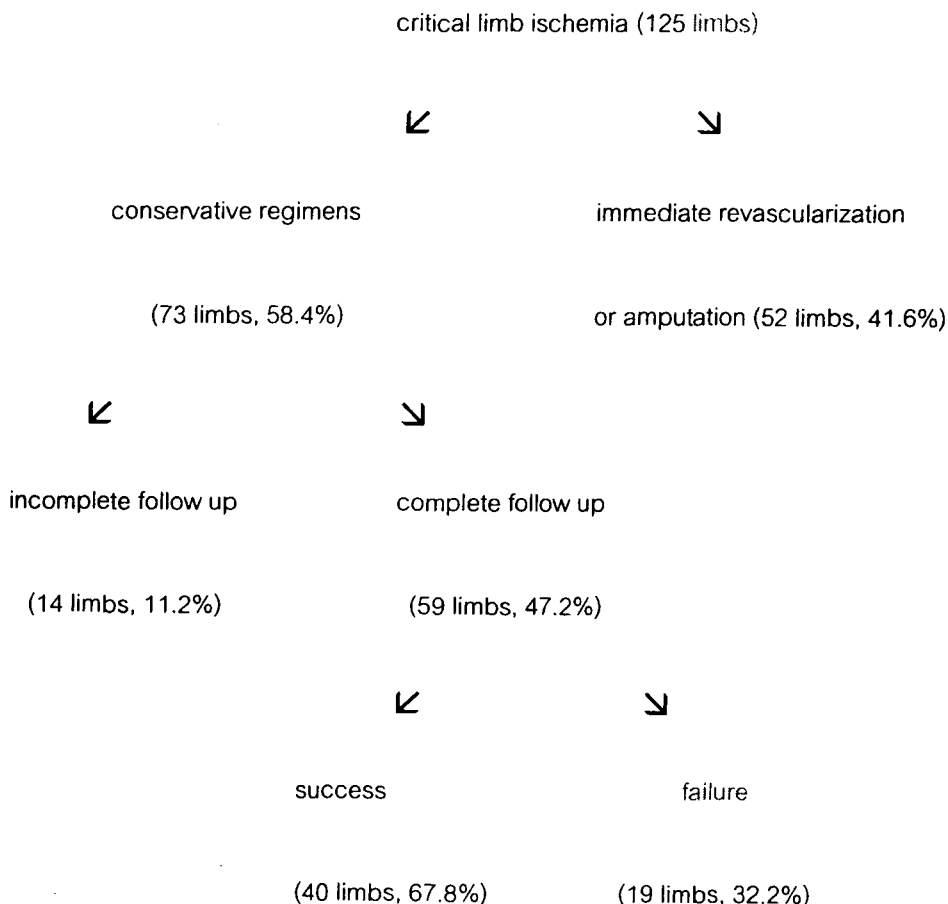 critical limb ischemia (125 limbs)
conservative regimens
(73 limbs, 58.4%)
immediate revascularization
or amputation (52 limbs, 41.6%)
incomplete follow up
(14 limbs, 11.2%)
complete follow up
(59 limbs, 47.2%)
success
(40 limbs, 67.8%)
failure
(19 limbs, 32.2%)